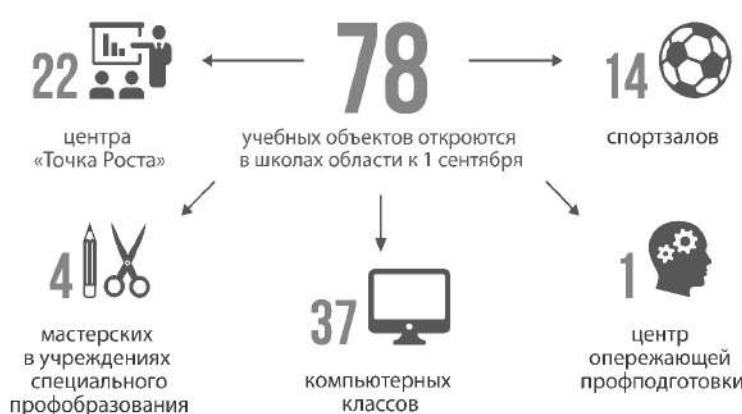 78
учебных объектов откроются
в школах области к 1 сентября
22
центра
«Точка Роста»
14
спортзалов
4
мастерских
в учреждениях
специального
профобразования
37
компьютерных
классов
1
центр
опережающей
профподготовки